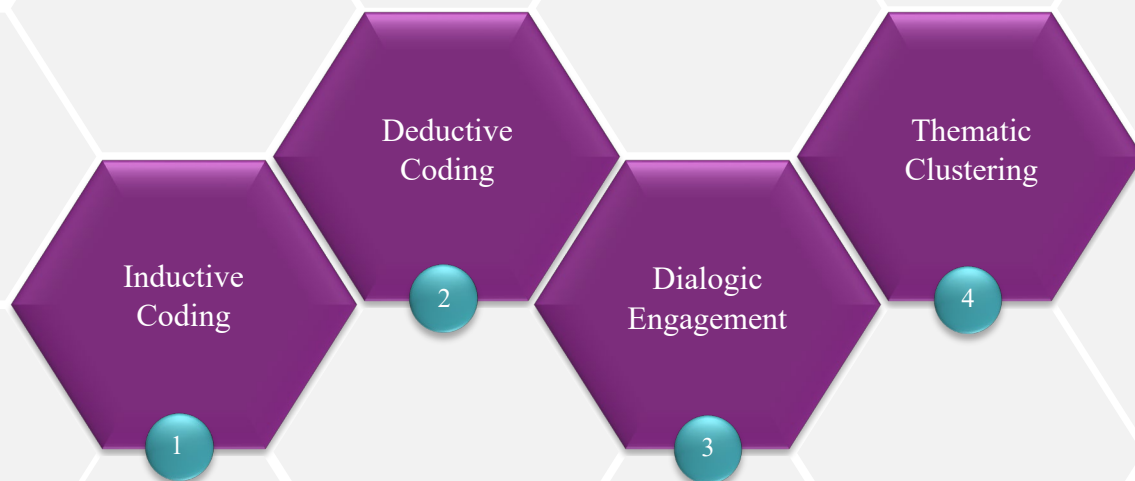 Inductive
Coding
1
Deductive
Coding
2
Dialogic
Engagement
3
Thematic
Clustering
4